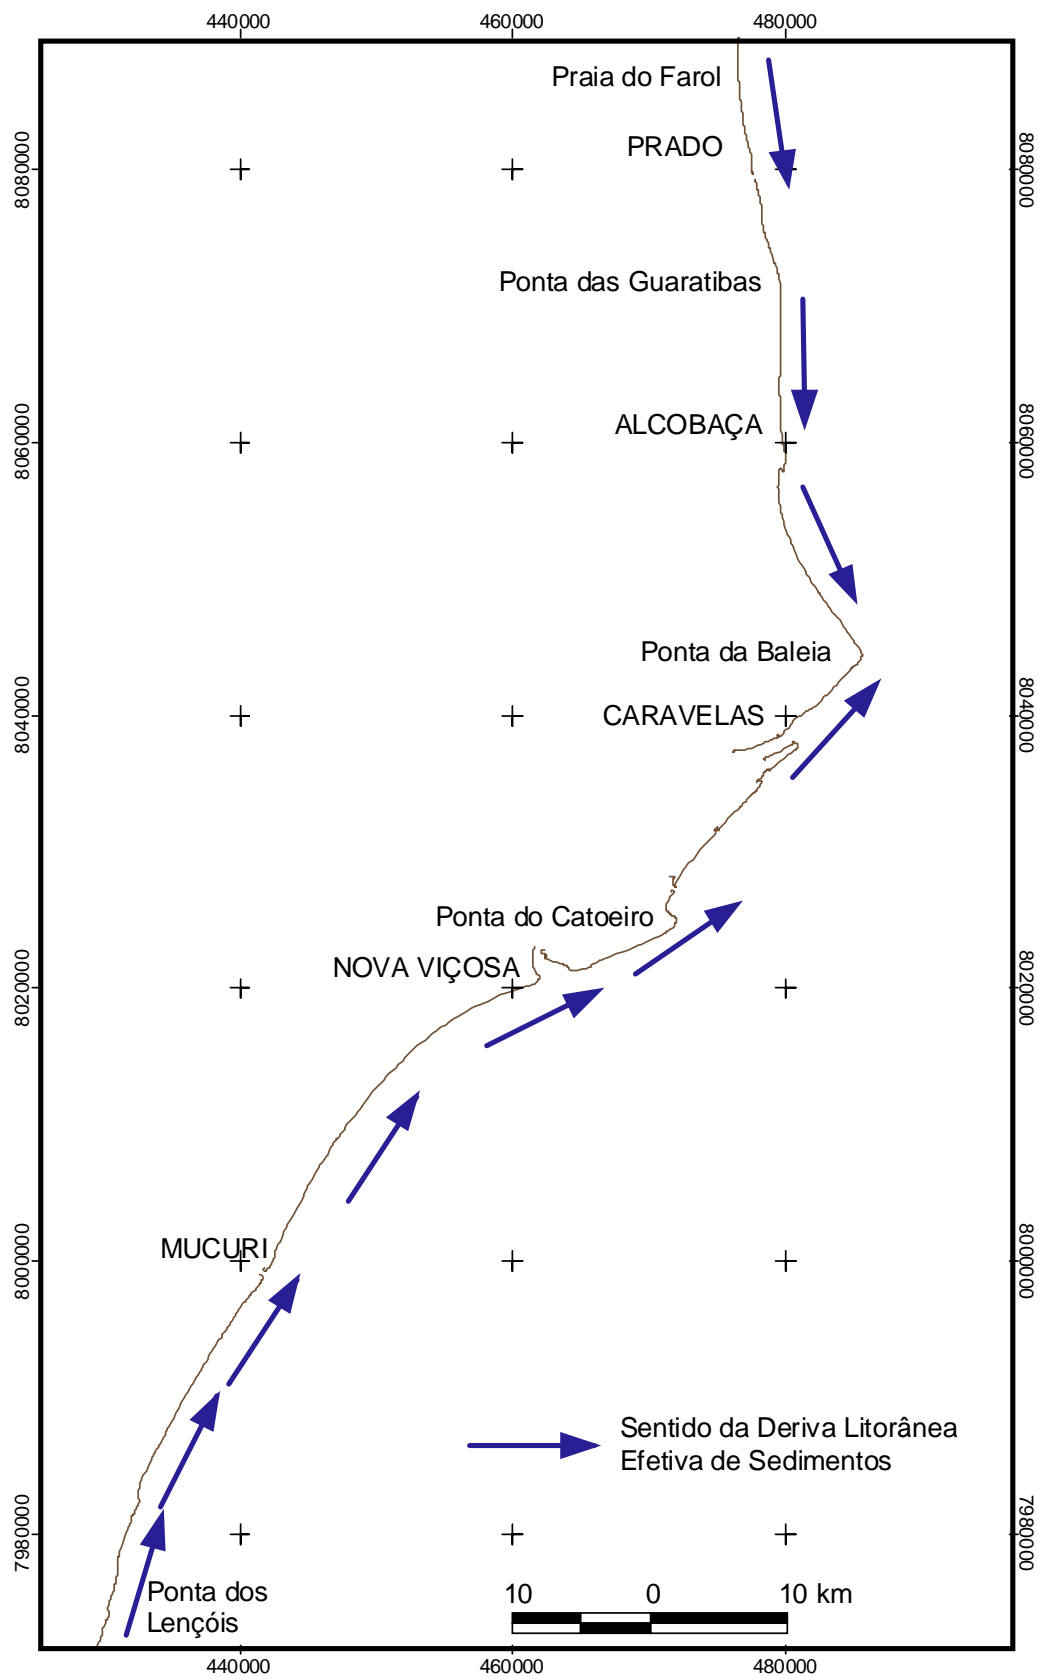 440000 460000 480000
Praia do Farol
PRADO
8080000 8080000
Ponta das Guaratibas
ALCOBAÇA
8060000 8060000
Ponta da Baleia
CARAVELAS
8040000 8040000
Ponta do Catoeiro
NOVA VIÇOSA
8020000 8020000
MUCURI
8000000 8000000
Sentido da Deriva Litorânea
Efetiva de Sedimentos
7980000 7980000
Ponta dos
Lençóis
10 0 10 km
440000 460000 480000